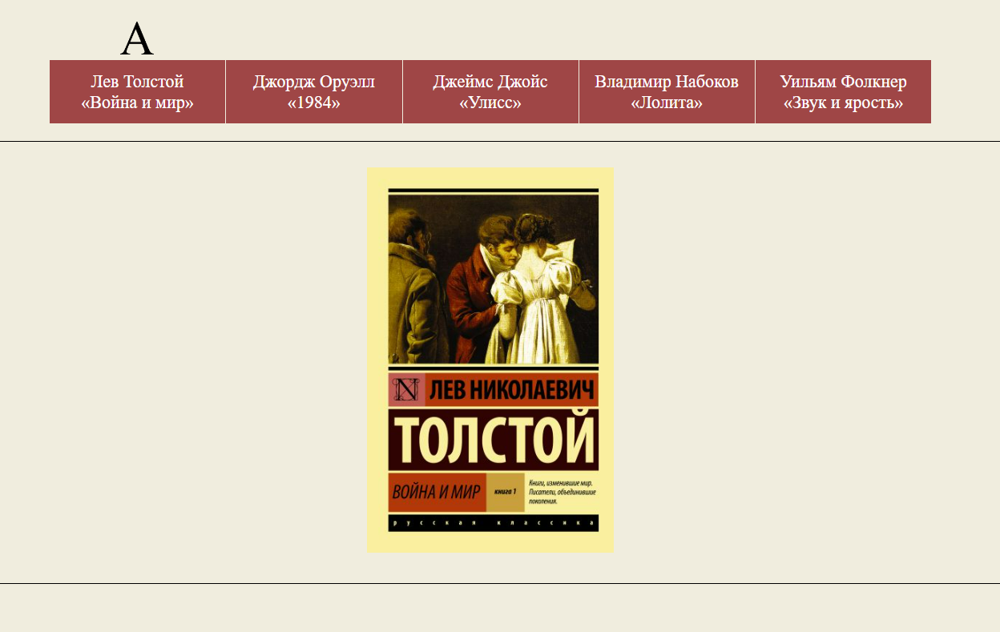 А
Лев Толстой
«Война и мир»
Джордж Оруэлл
«1984»
Джеймс Джойс
«Улисс»
Владимир Набоков
«Лолита»
Уильям Фолкнер
«Звук и ярость»
N ЛЕВ НИКОЛАЕВИЧ
ТОЛСТОЙ
ВОЙНА И МИР
книга 1
Книги, изменившие мир.
Писатели, объединившие
поколения.
русская классика